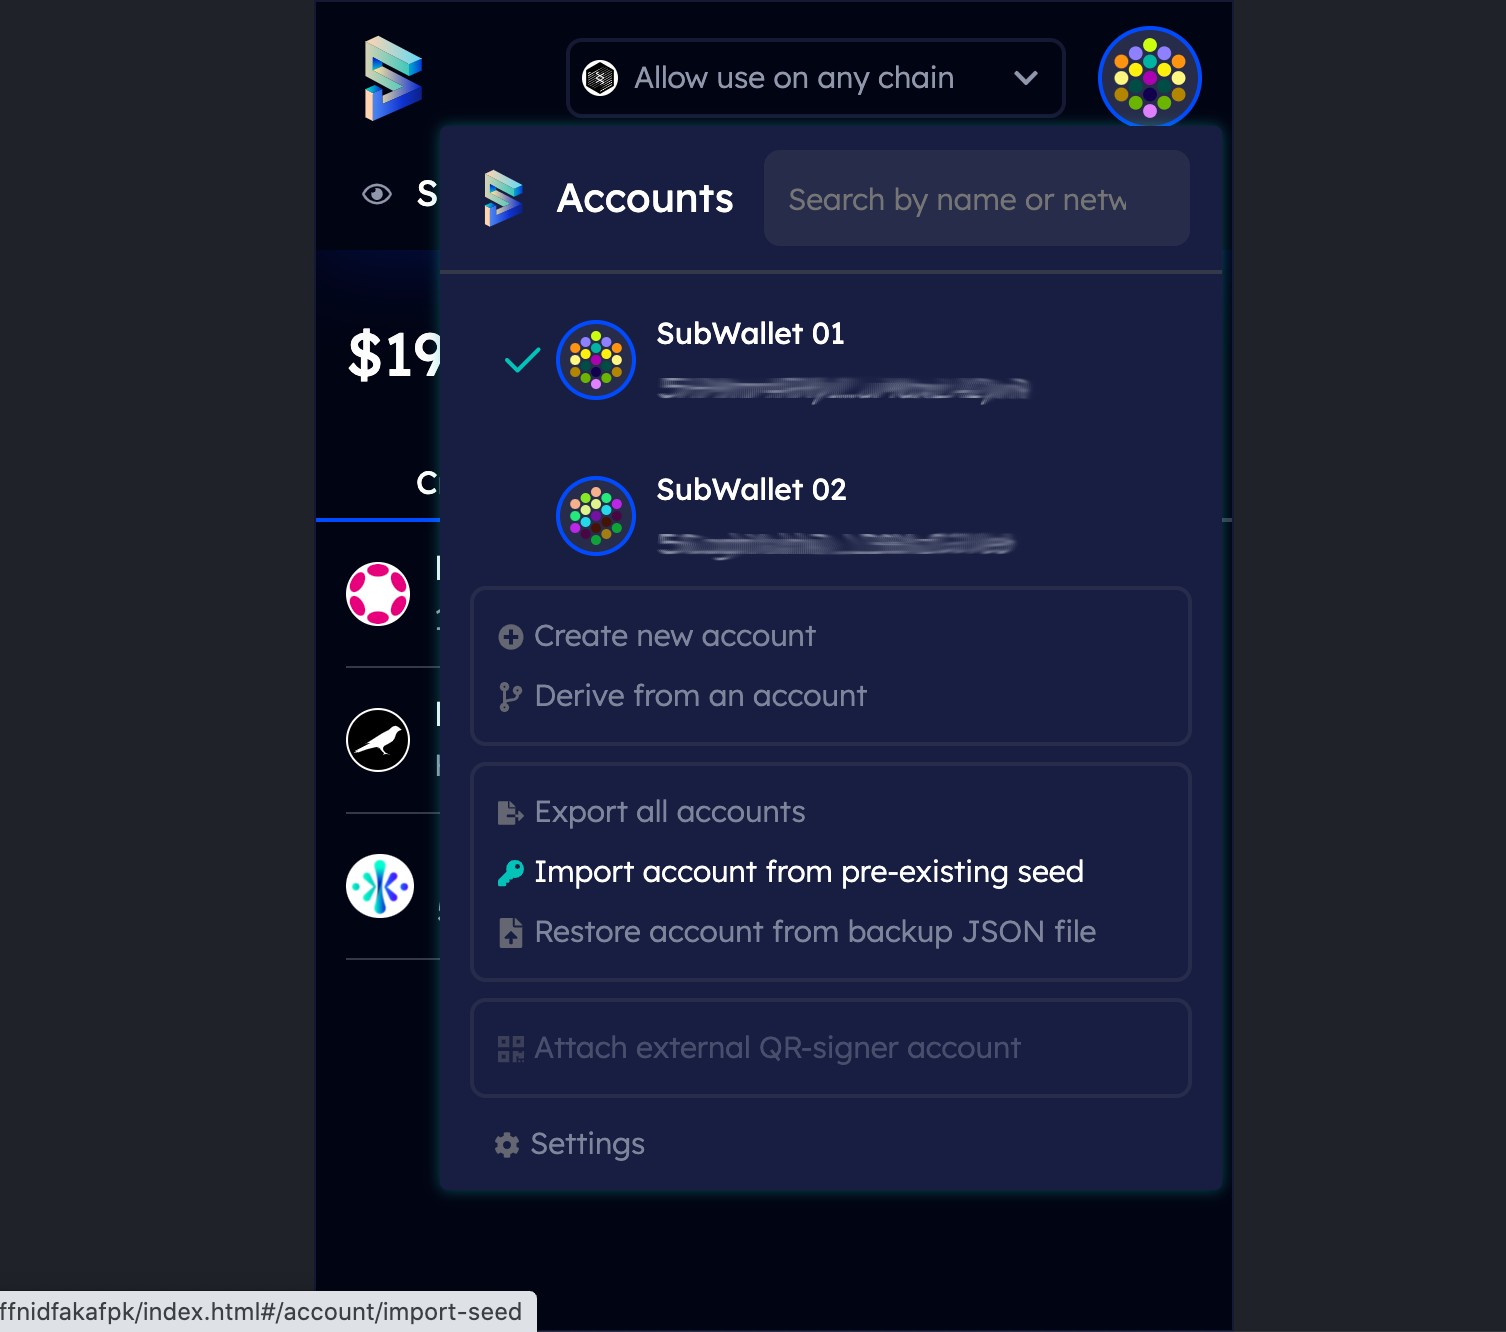 Allow use on any chain
S
Accounts
Search by name or netw
$19
SubWallet 01
SubWallet 02
C
Create new account
Derive from an account
Export all accounts
Import account from pre-existing seed
Restore account from backup JSON file
Attach external QR-signer account
Settings
ffnidfakafpk/index.html#/account/import-seed